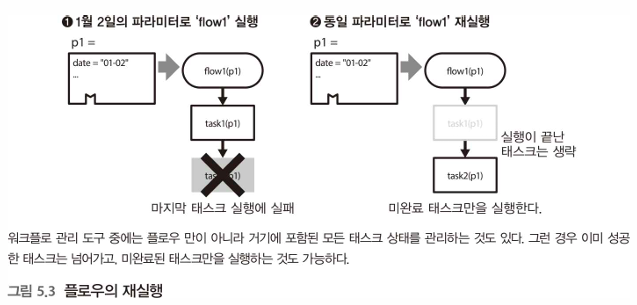 ❶ 1월 2일의 파라미터로 ‘flow1’ 실행
p1 =
date = "01-02"
...
flow1(p1)
task1(p1)
마지막 태스크 실행에 실패
❷ 동일 파라미터로 ‘flow1’ 재실행
p1 =
date = "01-02"
...
flow1(p1)
task1(p1)
실행이 끝난
태스크는 생략
task2(p1)
미완료 태스크만을 실행한다.
워크플로 관리 도구 중에는 플로우 만이 아니라 거기에 포함된 모든 태스크 상태를 관리하는 것도 있다. 그런 경우 이미 성공
한 태스크는 넘어가고, 미완료된 태스크만을 실행하는 것도 가능하다.
그림 5.3 플로우의 재실행